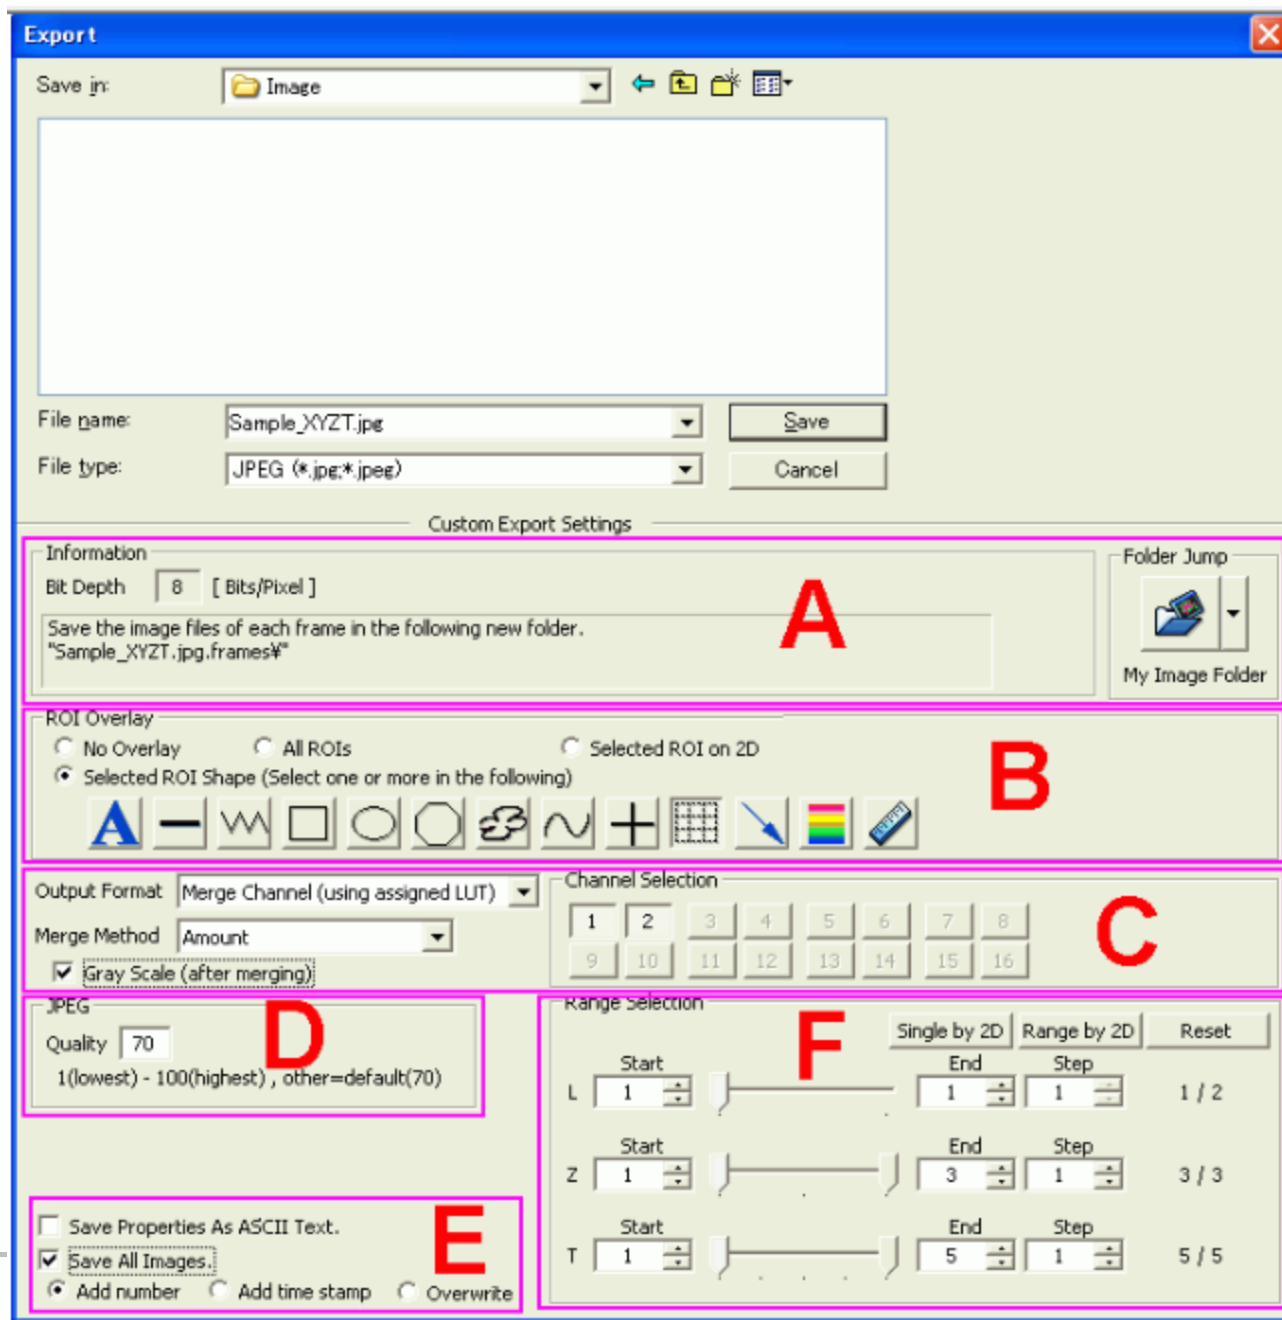 Export
Save in:
Image
File name:
Sample_XYZT.jpg
Save
File type:
JPEG (*.jpg;*.jpeg)
Cancel
Custom Export Settings
Information
Bit Depth 8 [ Bits/Pixel ]
Save the image files of each frame in the following new folder.
"Sample_XYZT.jpg.frames¥"
A
Folder Jump
My Image Folder
ROI Overlay
No Overlay
All ROIs
Selected ROI on 2D
Selected ROI Shape (Select one or more in the following)
A
B
Output Format Merge Channel (using assigned LUT)
Merge Method Amount
Gray Scale (after merging)
Channel Selection
1 2 3 4 5 6 7 8
9 10 11 12 13 14 15 16
C
JPEG
Quality 70
1(lowest) - 100(highest) , other=default(70)
D
Range Selection
F
Single by 2D Range by 2D Reset
Start End Step
L 1 1 1 1 / 2
Start End Step
Z 1 3 1 3 / 3
Start End Step
T 1 5 1 5 / 5
Save Properties As ASCII Text.
Save All Images.
Add number Add time stamp Overwrite
E